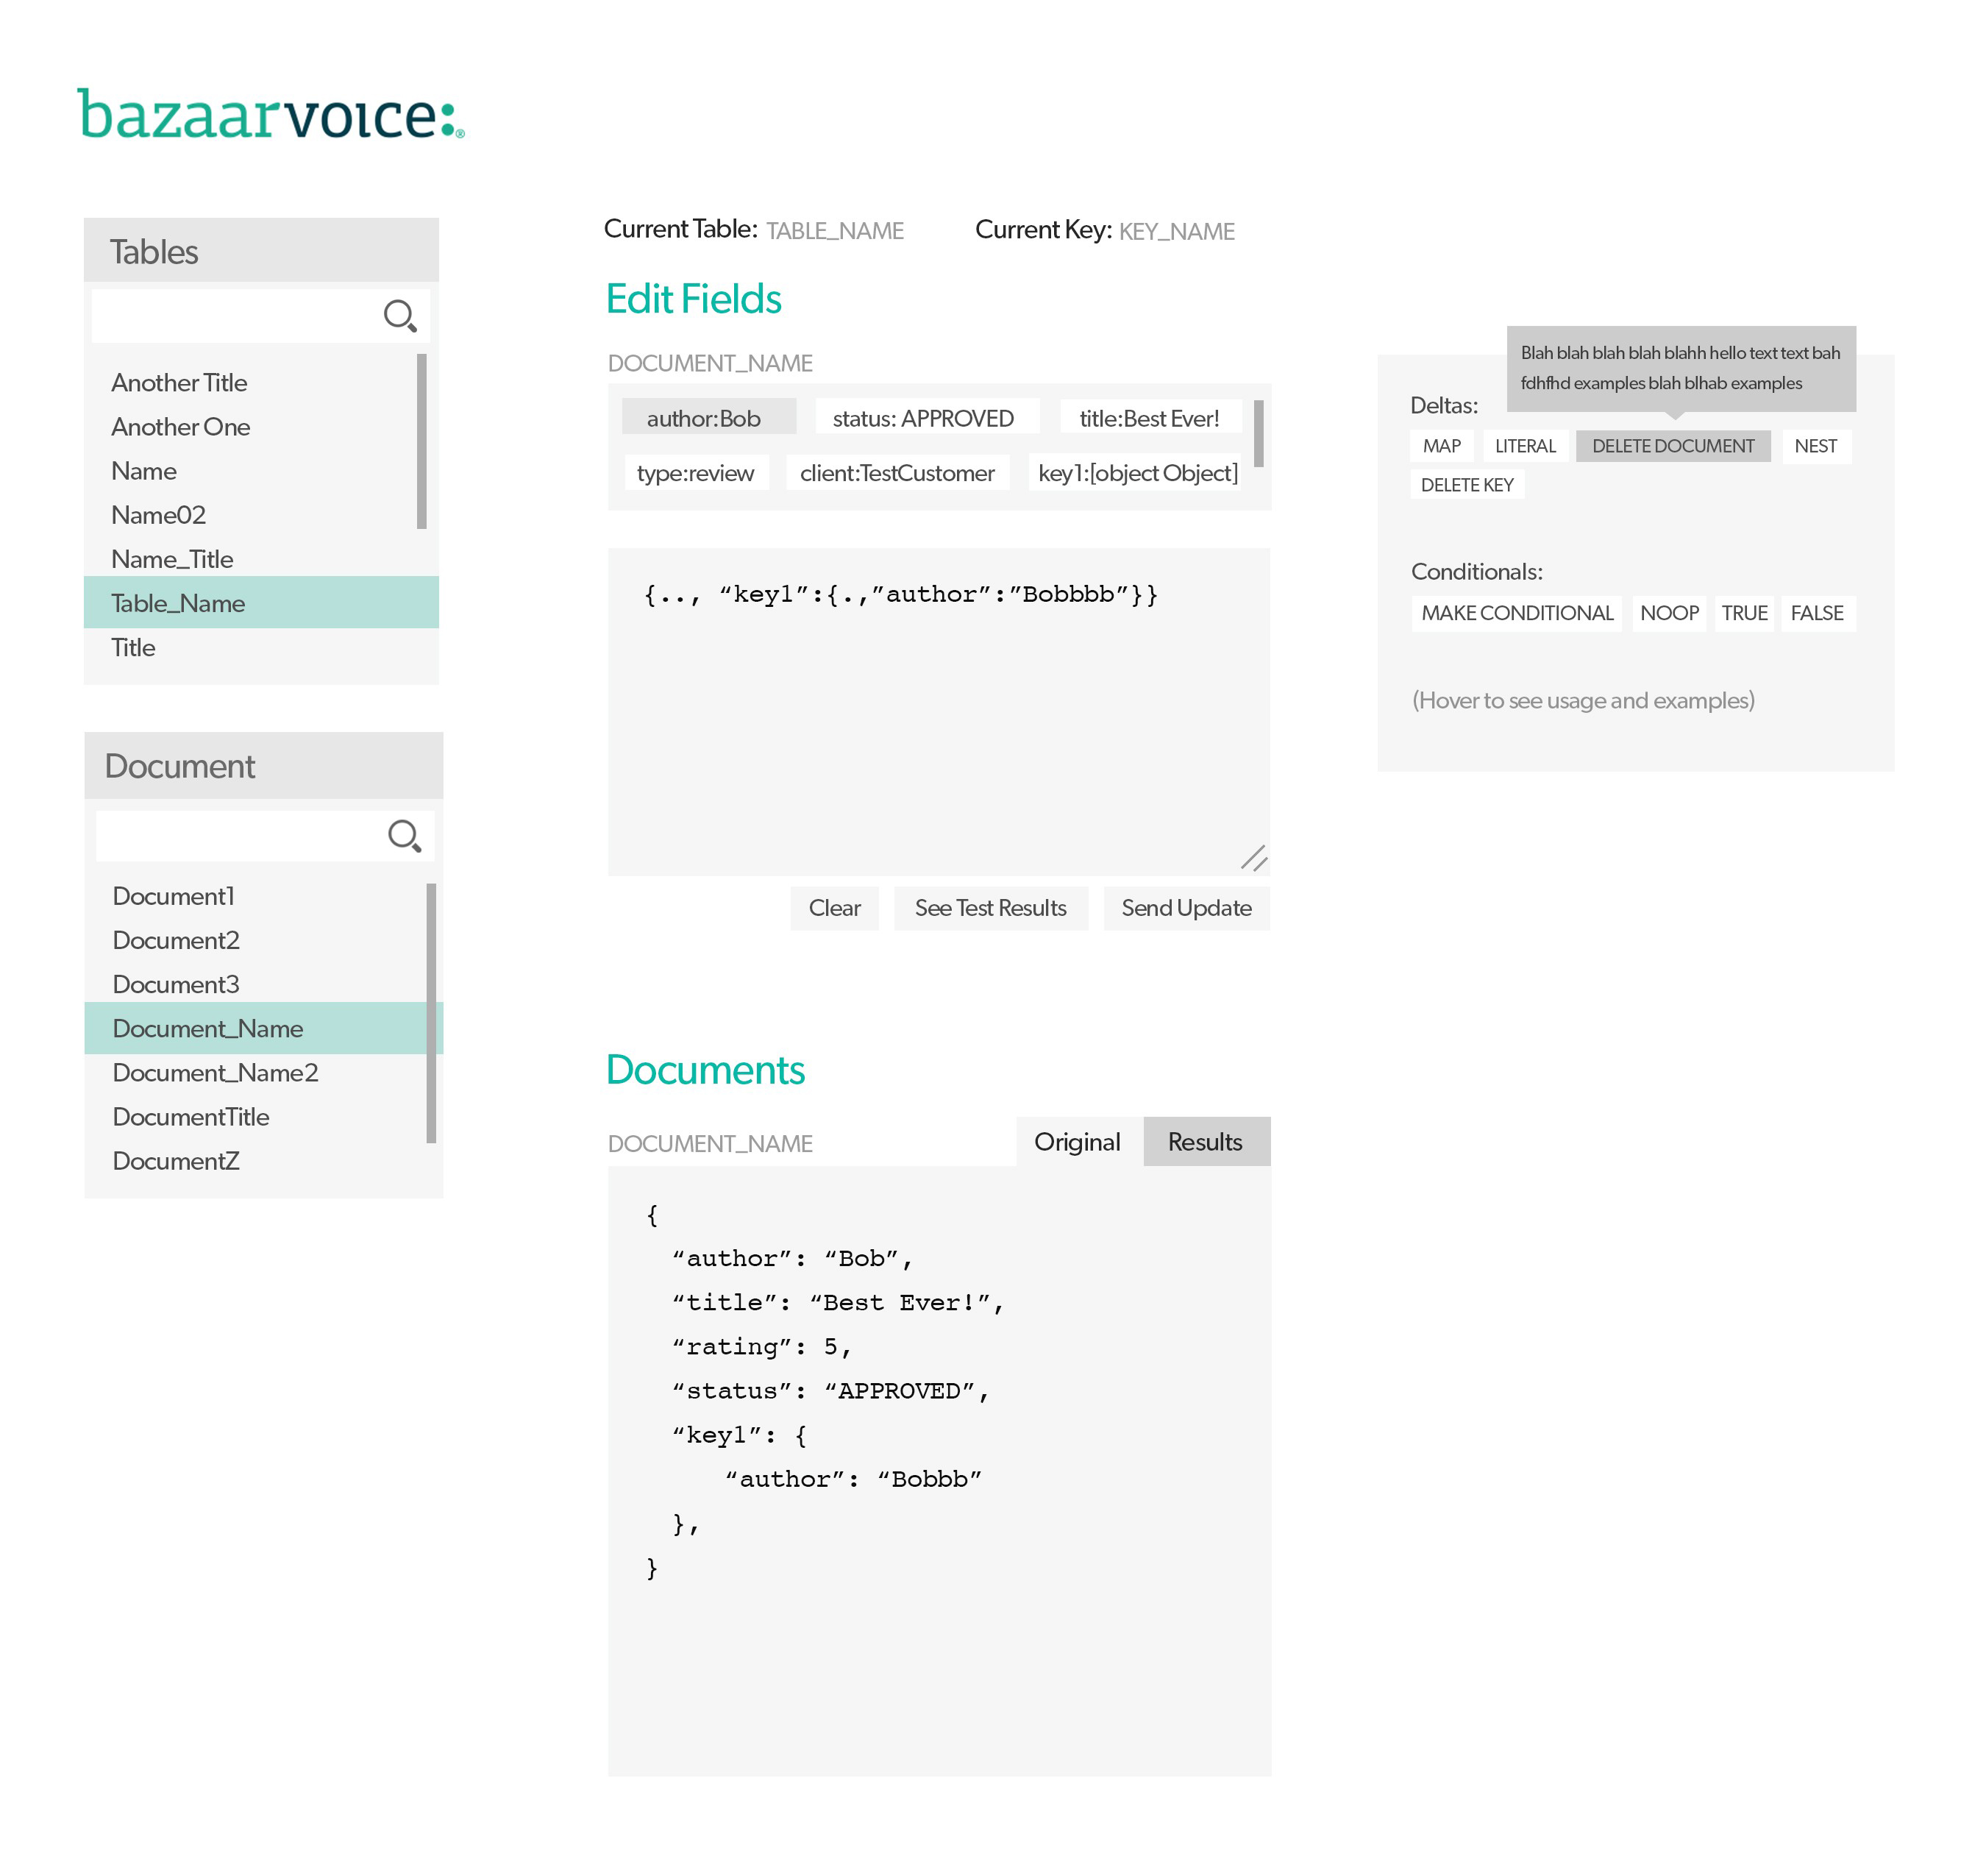 bazaarvoice:®
Tables
Another Title
Another One
Name
Name02
Name_Title
Table_Name
Title
Document
Document1
Document2
Document3
Document_Name
Document_Name2
DocumentTitle
DocumentZ
Current Table: TABLE_NAME
Current Key: KEY_NAME
Edit Fields
DOCUMENT_NAME
author:Bob status: APPROVED title:Best Ever!
type:review client:TestCustomer key1:[object Object]
{.., “key1”:{.,”author”:”Bobbbb”}}
Clear See Test Results Send Update
Blah blah blah blah blahh hello text text bah
fdhfhd examples blah blhab examples
Deltas:
MAP LITERAL DELETE DOCUMENT NEST
DELETE KEY
Conditionals:
MAKE CONDITIONAL NOOP TRUE FALSE
(Hover to see usage and examples)
Documents
DOCUMENT_NAME Original Results
{
“author”: “Bob”,
“title”: “Best Ever!”,
“rating”: 5,
“status”: “APPROVED”,
“key1”: {
“author”: “Bobbb”
},
}